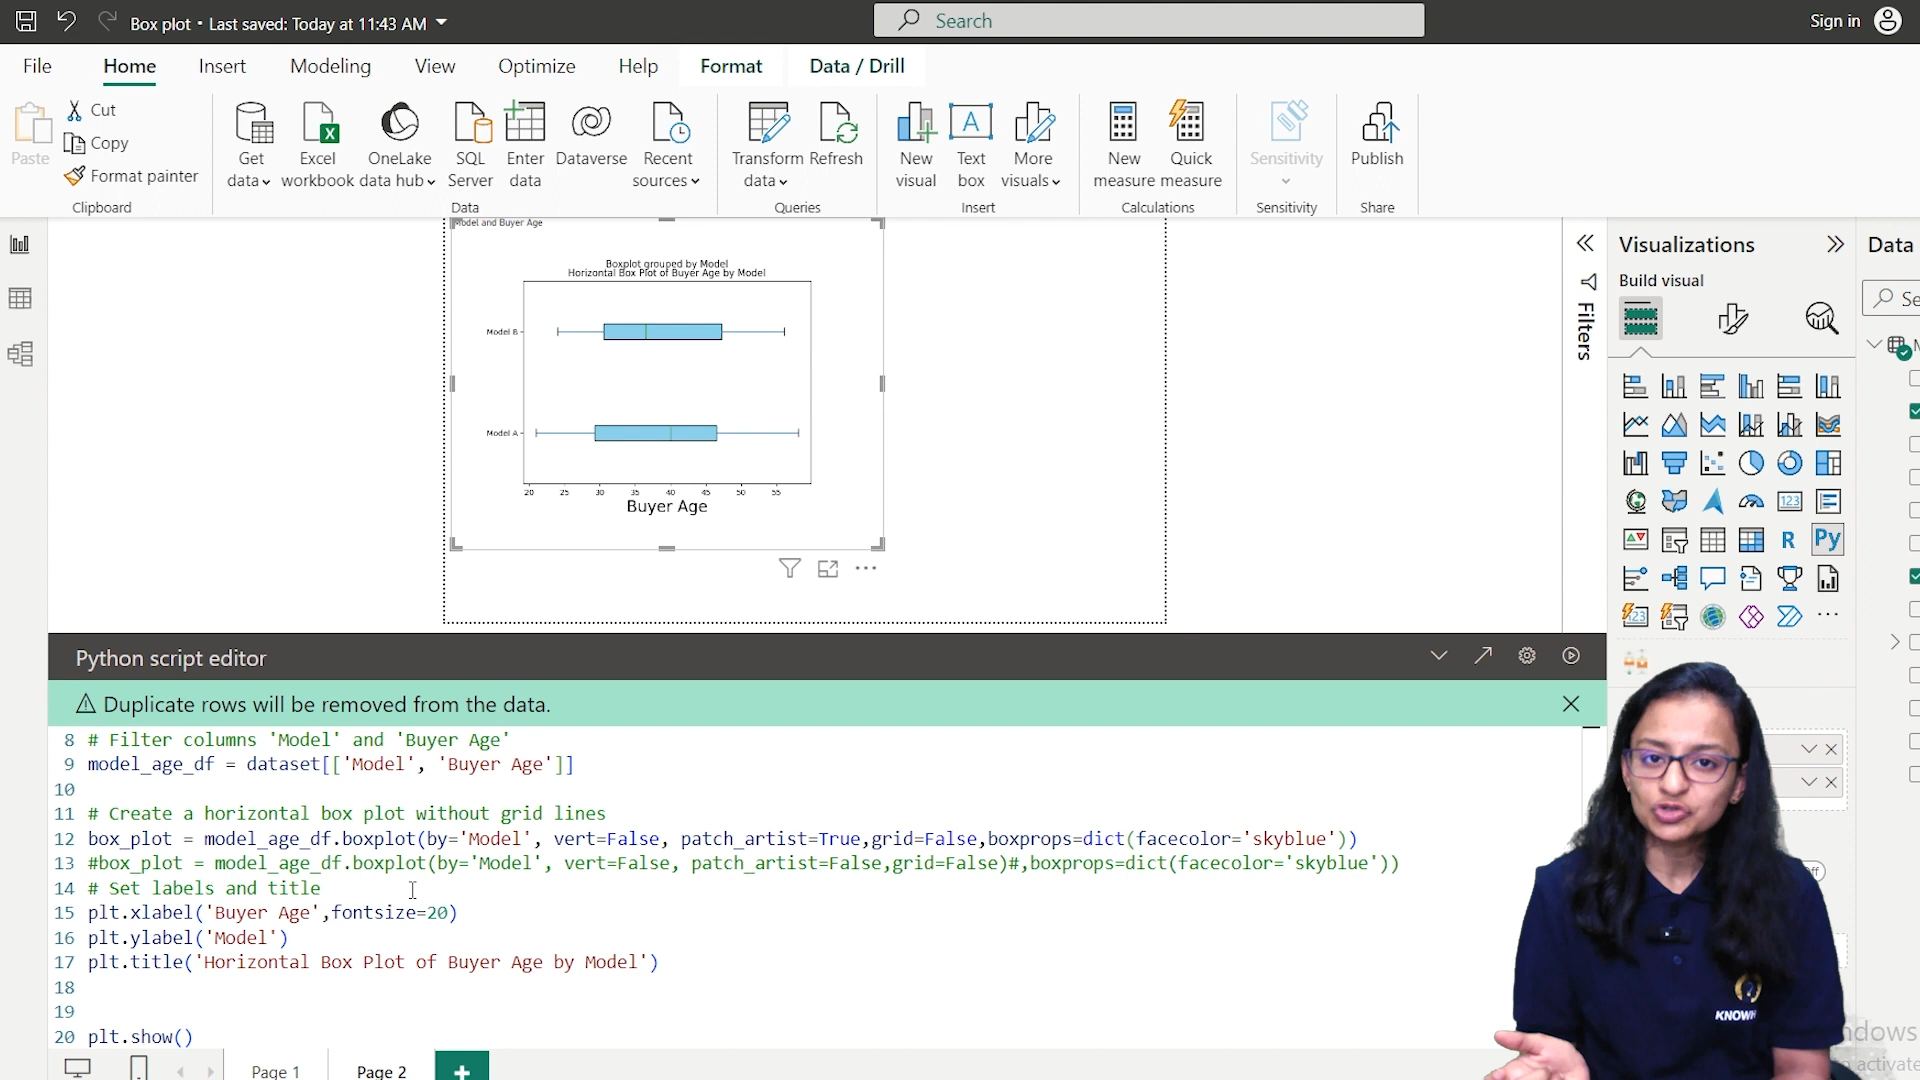 Box plot • Last saved: Today at 11:43 AM
Search
Sign in
File
Home
Insert
Modeling
View
Optimize
Help
Format
Data / Drill
Paste
Cut
Copy
Format painter
Clipboard
Get data
Excel workbook
OneLake data hub
SQL Server
Enter data
Dataverse
Recent sources
Data
Transform data
Refresh
Queries
New visual
Text box
More visuals
Insert
New measure
Quick measure
Calculations
Sensitivity
Sensitivity
Publish
Share
Model and Buyer Age
Boxplot grouped by Model
Horizontal Box Plot of Buyer Age by Model
Model B
Model A
20 25 30 35 40 45 50 55
Buyer Age
Filters
Visualizations
Build visual
Data
Se
R
Py
123
Python script editor
Duplicate rows will be removed from the data.
8 # Filter columns 'Model' and 'Buyer Age'
9 model_age_df = dataset[['Model', 'Buyer Age']]
10
11 # Create a horizontal box plot without grid lines
12 box_plot = model_age_df.boxplot(by='Model', vert=False, patch_artist=True,grid=False,boxprops=dict(facecolor='skyblue'))
13 #box_plot = model_age_df.boxplot(by='Model', vert=False, patch_artist=False,grid=False)#,boxprops=dict(facecolor='skyblue'))
14 # Set labels and title
15 plt.xlabel('Buyer Age',fontsize=20)
16 plt.ylabel('Model')
17 plt.title('Horizontal Box Plot of Buyer Age by Model')
18
19
20 plt.show()
Page 1
Page 2
KNOWH
ndows
activate